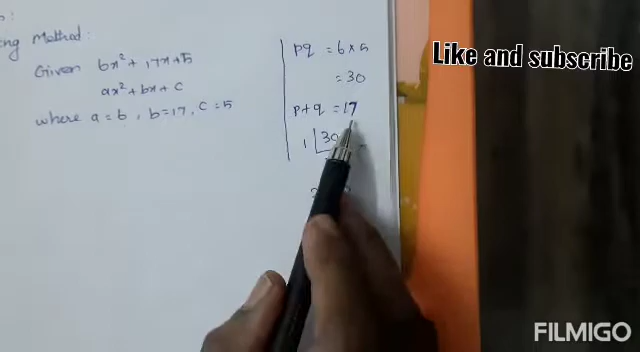 Method:
Given 6x² + 17x + 5
ax² + bx + c
where a = 6, b = 17, c = 5
pq = 6 × 5
= 30
p + q = 17
1 | 30
Like and subscribe
FILMIGO